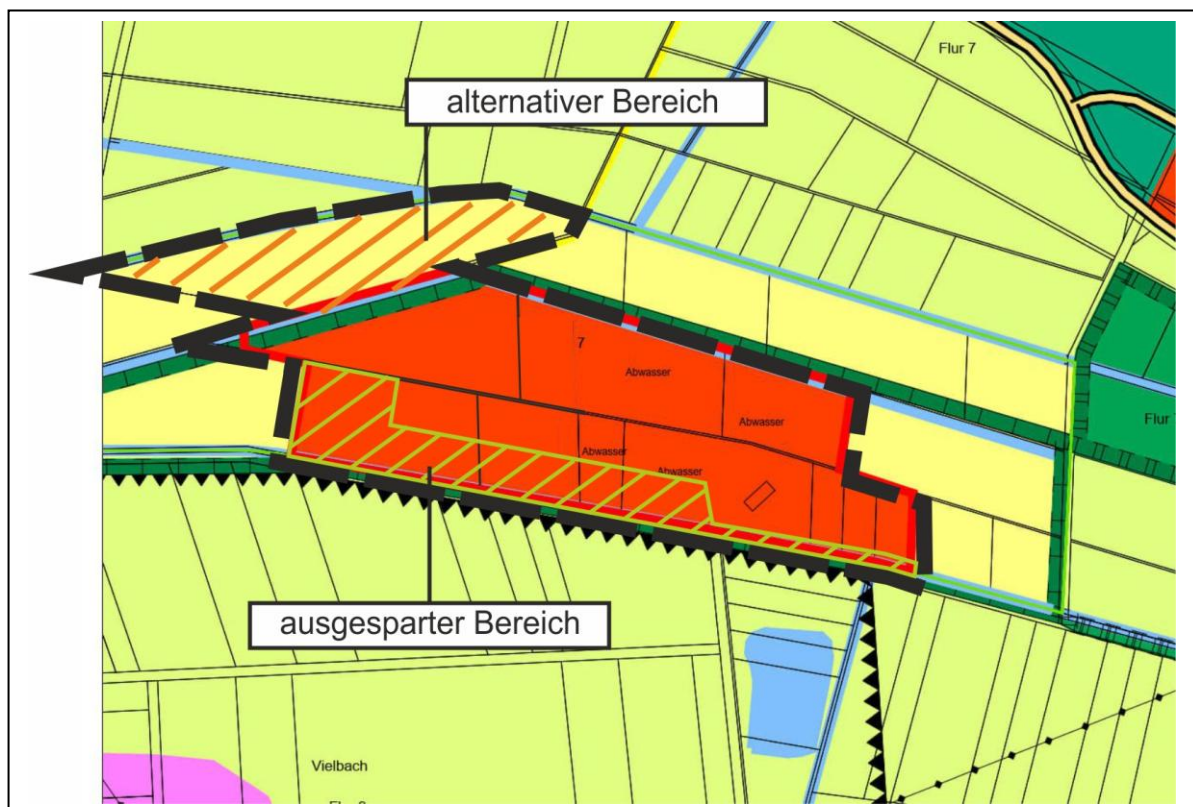 Flur 7
alternativer Bereich
7
Abwasser
Abwasser
Flur
Abwasser
Abwasser
ausgesparter Bereich
Vielbach